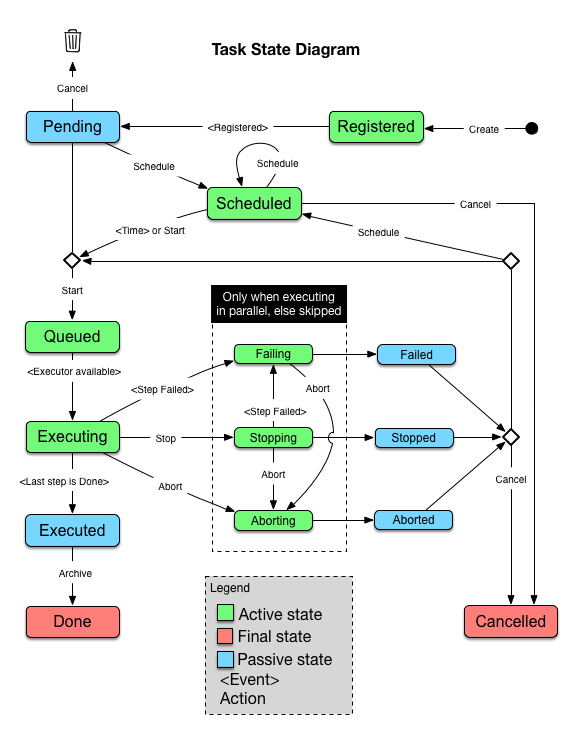 Task State Diagram
Cancel
Pending
<Registered>
Registered
Create
Schedule
Schedule
Scheduled
Cancel
<Time> or Start
Schedule
Start
Only when executing
in parallel, else skipped
Queued
Failing
Failed
<Executor available>
<Step Failed>
Abort
<Step Failed>
Executing
Stop
Stopping
Stopped
<Last step is Done>
Abort
Abort
Cancel
Executed
Aborting
Aborted
Archive
Done
Cancelled
Legend
Active state
Final state
Passive state
<Event>
Action